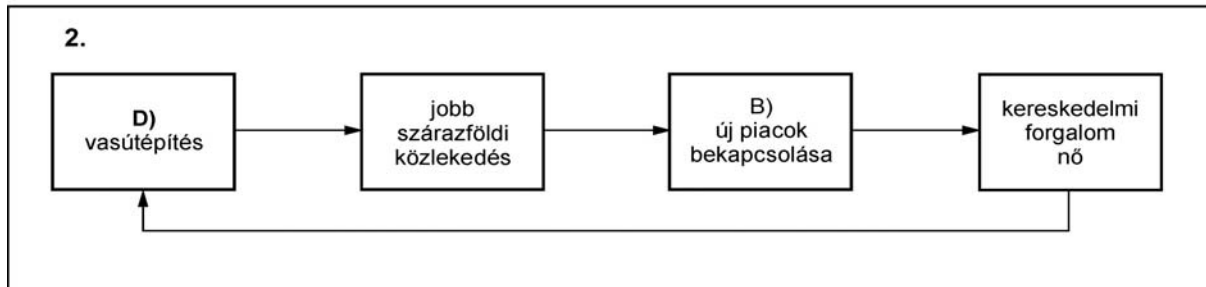 2.
D)
vasútépítés
jobb
szárazföldi
közlekedés
B)
új piacok
bekapcsolása
kereskedelmi
forgalom
nő